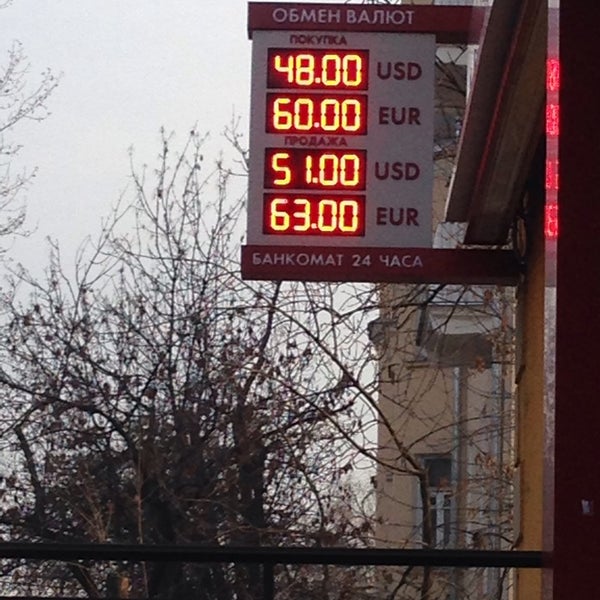 ОБМЕН ВАЛЮТ
ПОКУПКА
48.00 USD
60.00 EUR
ПРОДАЖА
51.00 USD
63.00 EUR
БАНКОМАТ 24 ЧАСА